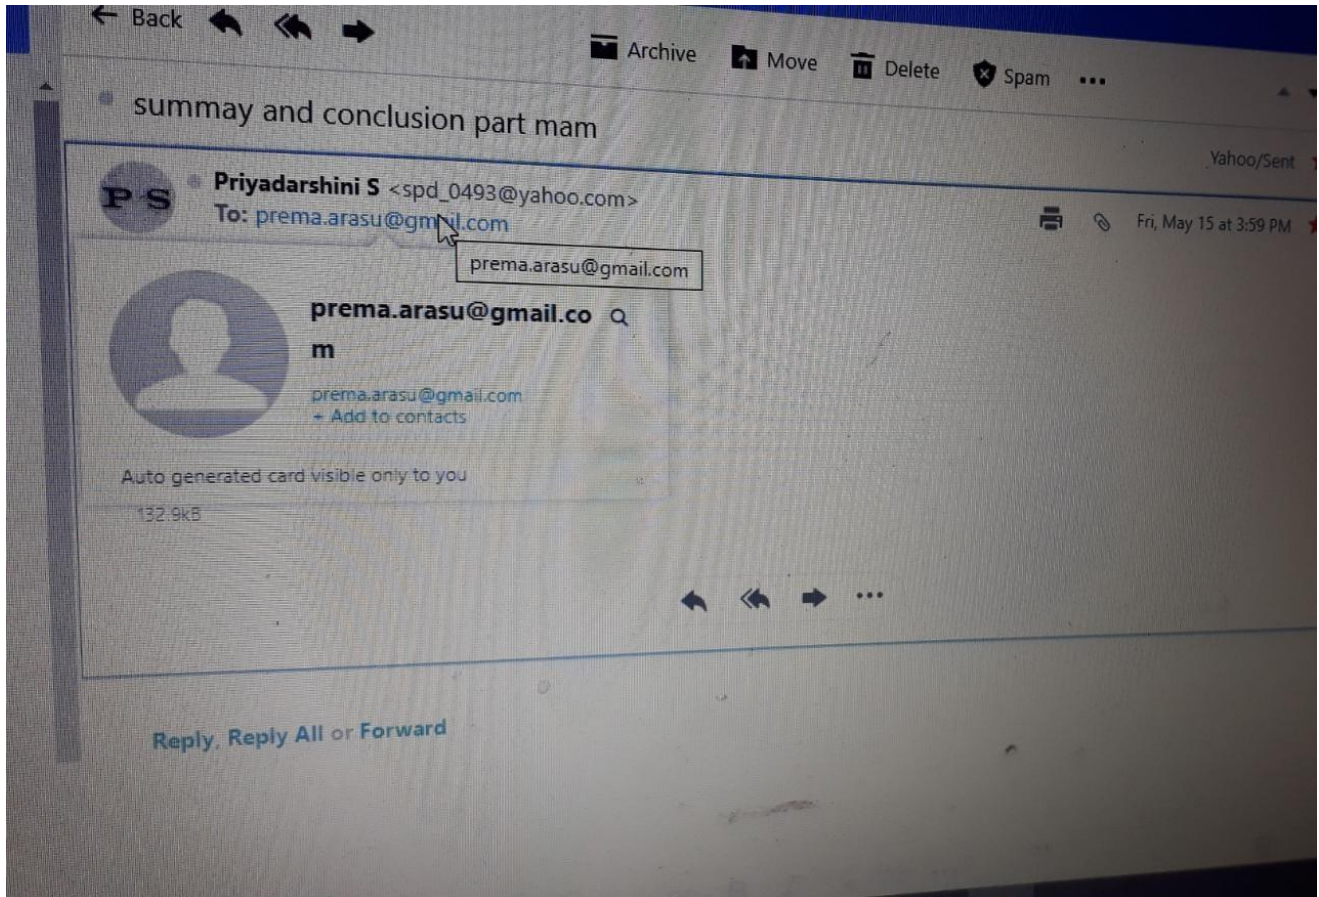 Back
Archive Move Delete Spam
summay and conclusion part mam
Yahoo/Sent
P S Priyadarshini S <spd_0493@yahoo.com>
To: prema.arasu@gmail.com
Fri, May 15 at 3:59 PM
prema.arasu@gmail.com
prema.arasu@gmail.co
m
prema.arasu@gmail.com
+ Add to contacts
Auto generated card visible only to you
132.9kB
Reply, Reply All or Forward